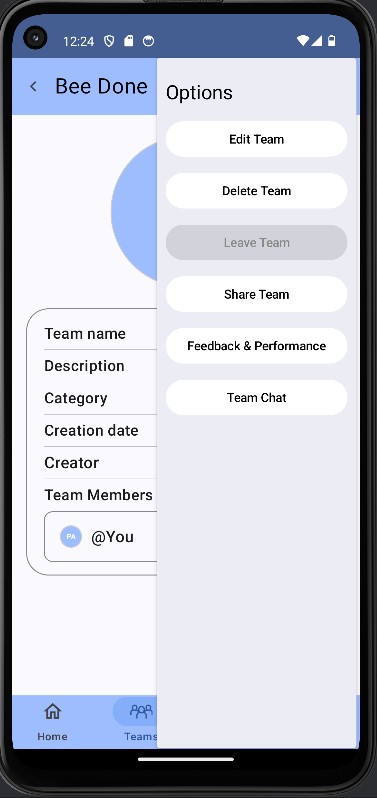 12:24
Bee Done
Options
Edit Team
Delete Team
Leave Team
Share Team
Feedback & Performance
Team Chat
Team name
Description
Category
Creation date
Creator
Team Members
PA @You
Home
Teams